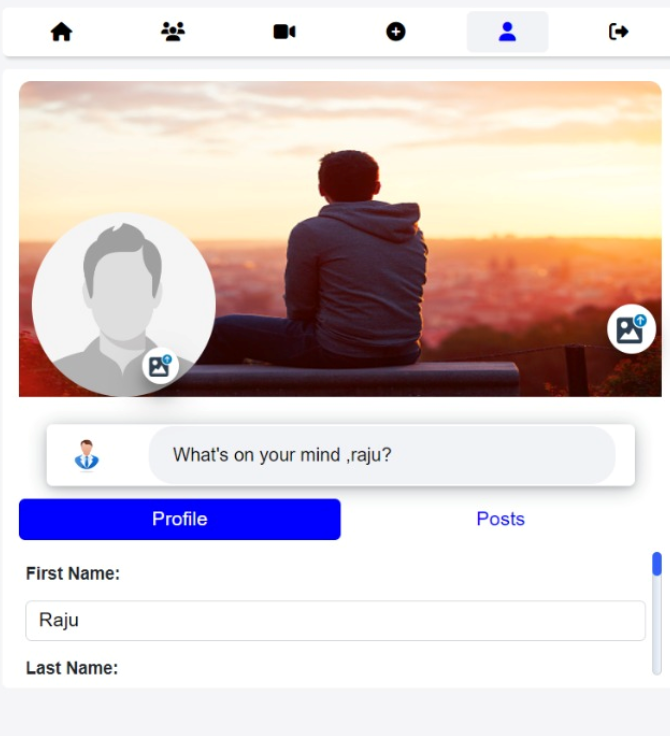 What's on your mind ,raju?
Profile
Posts
First Name:
Raju
Last Name: